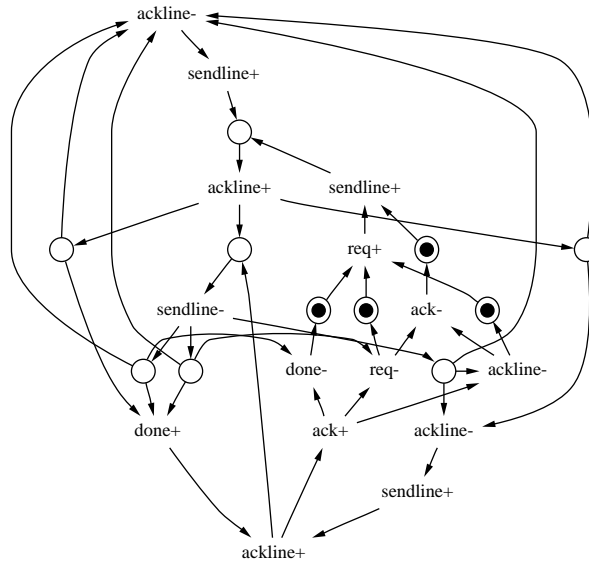 ackline-
sendline+
ackline+
sendline+
req+
sendline-
ack-
done-
req-
ackline-
done+
ack+
ackline-
sendline+
ackline+